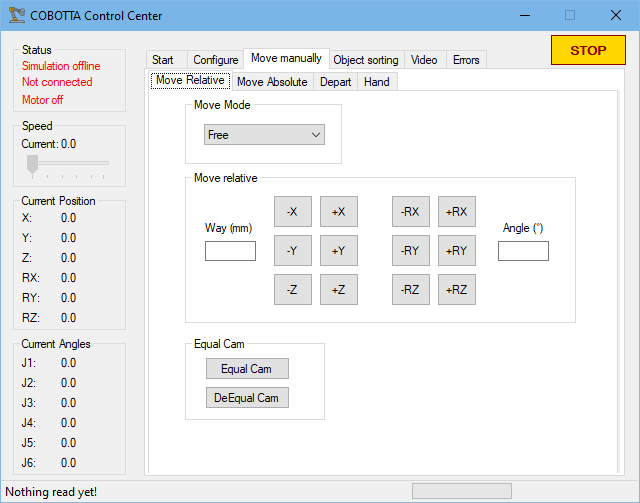 COBOTTA Control Center
Status
Simulation offline
Not connected
Motor off
Speed
Current: 0.0
Current Position
X: 0.0
Y: 0.0
Z: 0.0
RX: 0.0
RY: 0.0
RZ: 0.0
Current Angles
J1: 0.0
J2: 0.0
J3: 0.0
J4: 0.0
J5: 0.0
J6: 0.0
Start Configure Move manually Object sorting Video Errors
STOP
Move Relative Move Absolute Depart Hand
Move Mode
Free
Move relative
Way (mm)
-X +X -RX +RX
-Y +Y -RY +RY
-Z +Z -RZ +RZ
Angle (°)
Equal Cam
Equal Cam
DeEqual Cam
Nothing read yet!